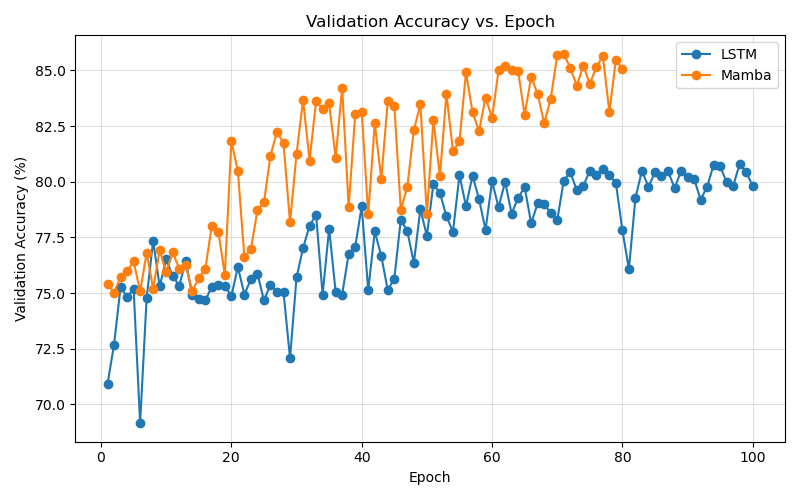 Validation Accuracy vs. Epoch
LSTM
Mamba
Validation Accuracy (%)
85.0
82.5
80.0
77.5
75.0
72.5
70.0
0 20 40 60 80 100
Epoch